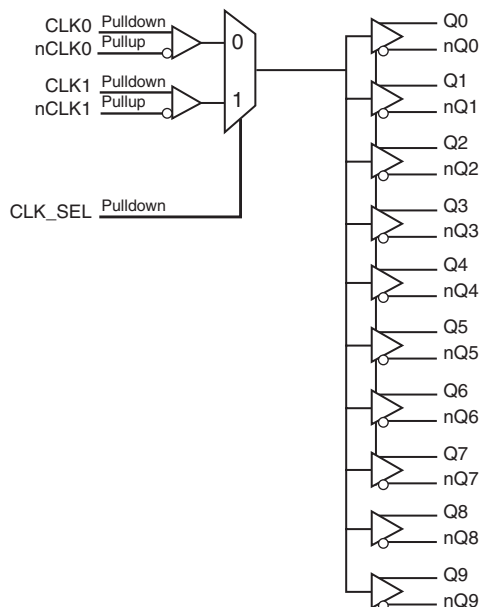 CLK0 Pulldown
nCLK0 Pullup
0
CLK1 Pulldown
nCLK1 Pullup
1
CLK_SEL Pulldown
Q0
nQ0
Q1
nQ1
Q2
nQ2
Q3
nQ3
Q4
nQ4
Q5
nQ5
Q6
nQ6
Q7
nQ7
Q8
nQ8
Q9
nQ9